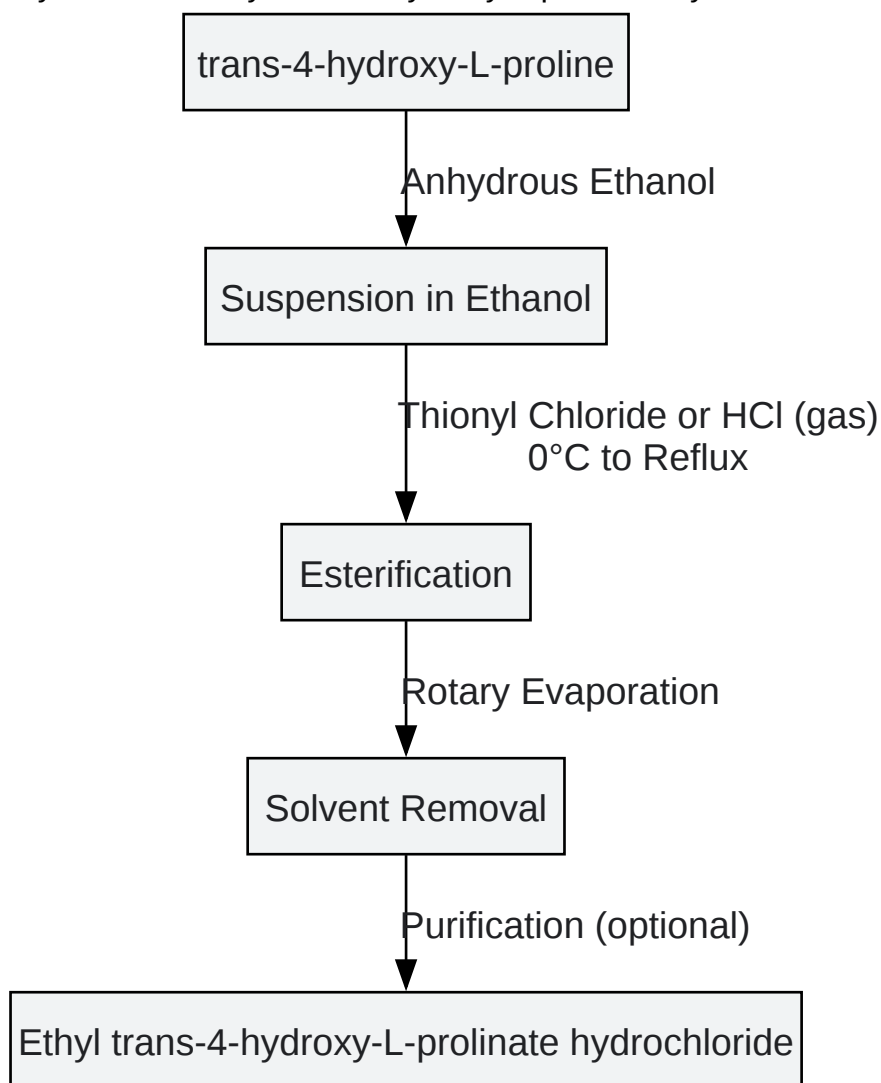 trans-4-hydroxy-L-proline
Anhydrous Ethanol
Suspension in Ethanol
Thionyl Chloride or HCl (gas)
0°C to Reflux
Esterification
Rotary Evaporation
Solvent Removal
Purification (optional)
Ethyl trans-4-hydroxy-L-prolinate hydrochloride